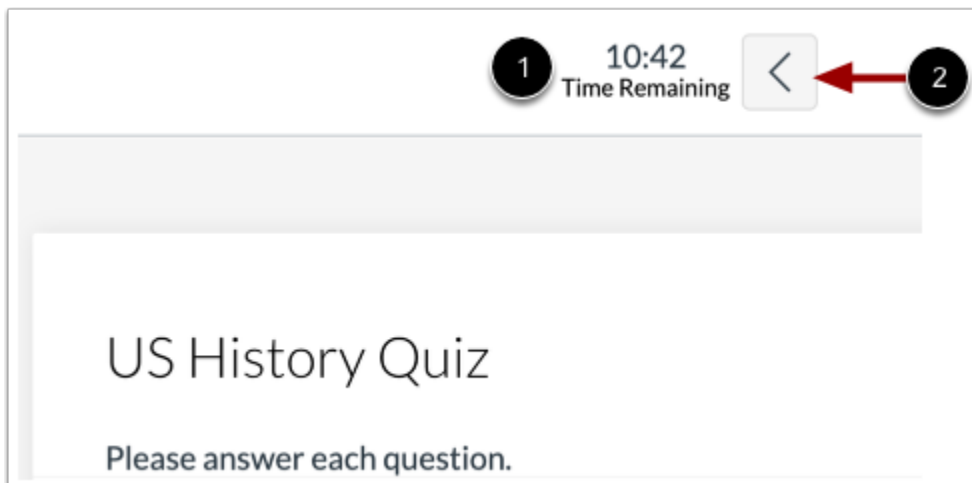 1
10:42
Time Remaining
2
US History Quiz
Please answer each question.